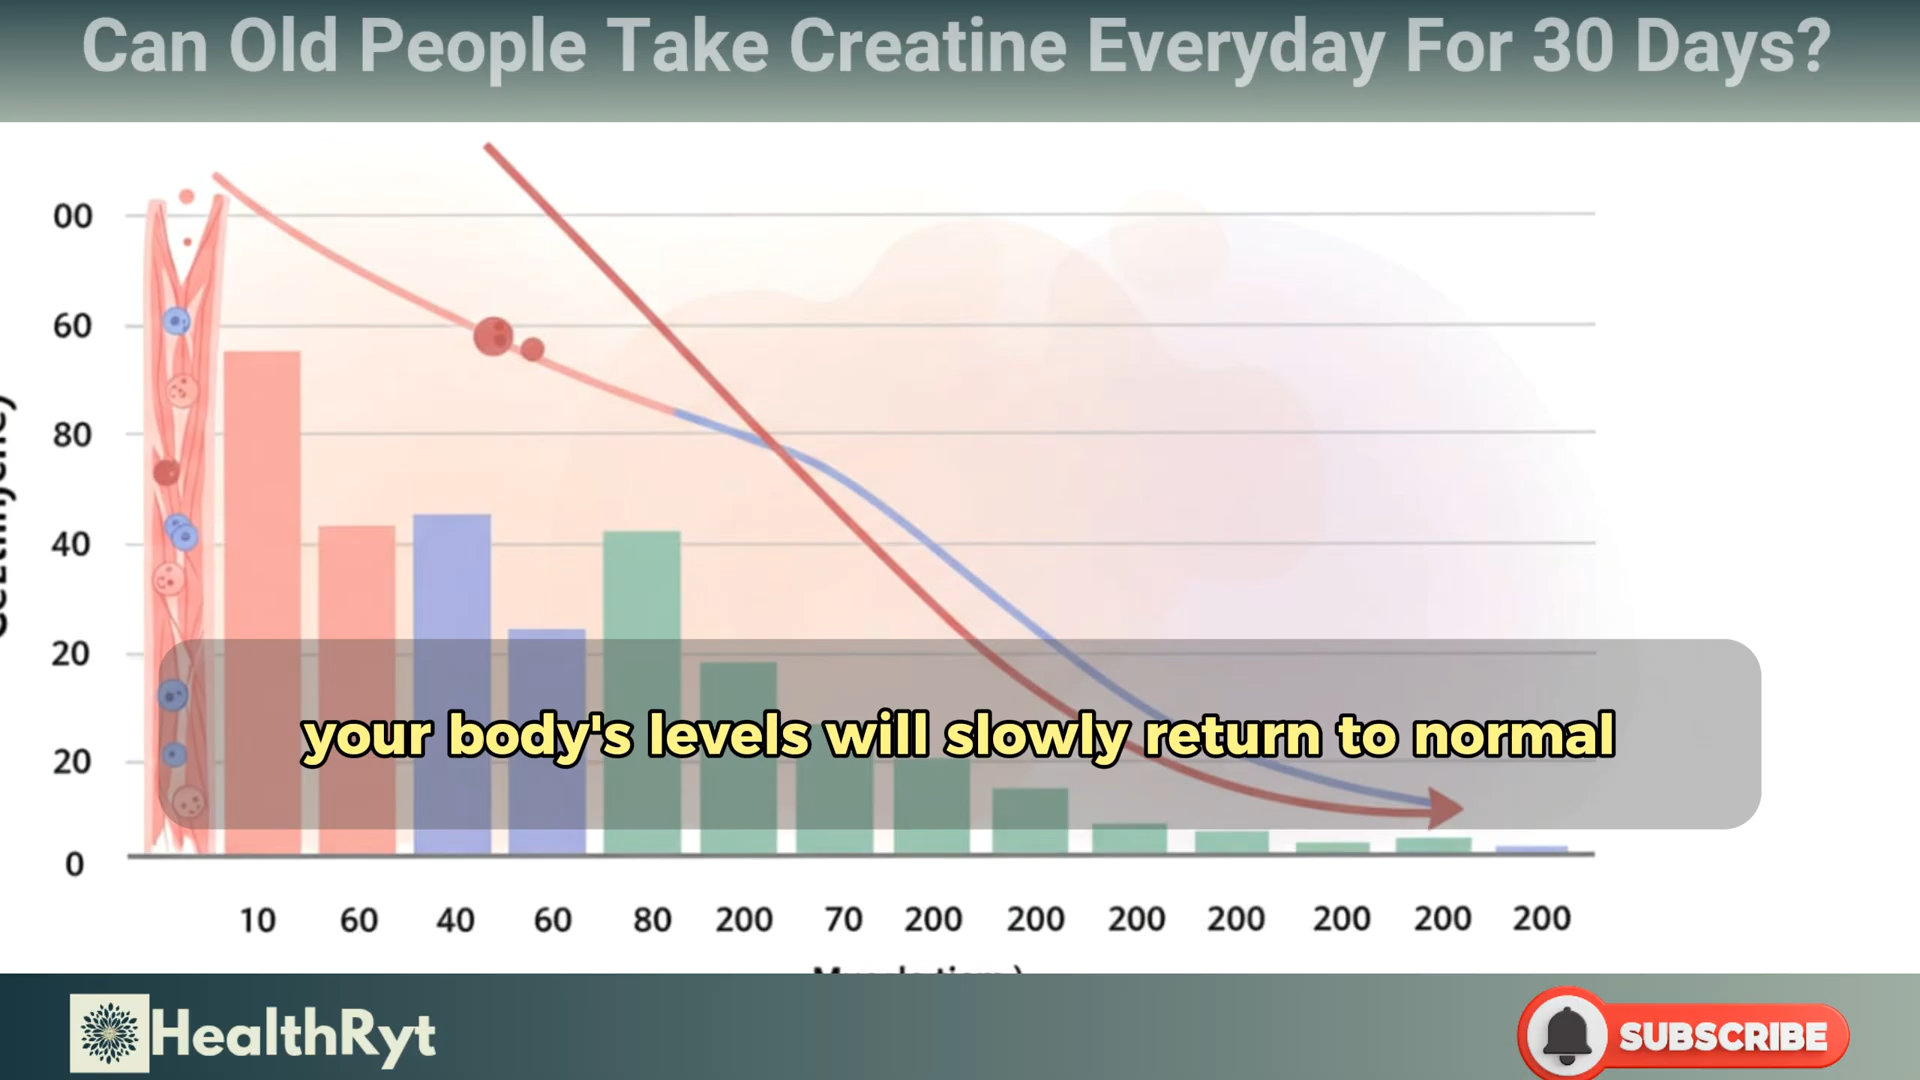 Can Old People Take Creatine Everyday For 30 Days?
00
60
80
40
20
20
0
your body's levels will slowly return to normal
10 60 40 60 80 200 70 200 200 200 200 200 200 200
HealthRyt
SUBSCRIBE